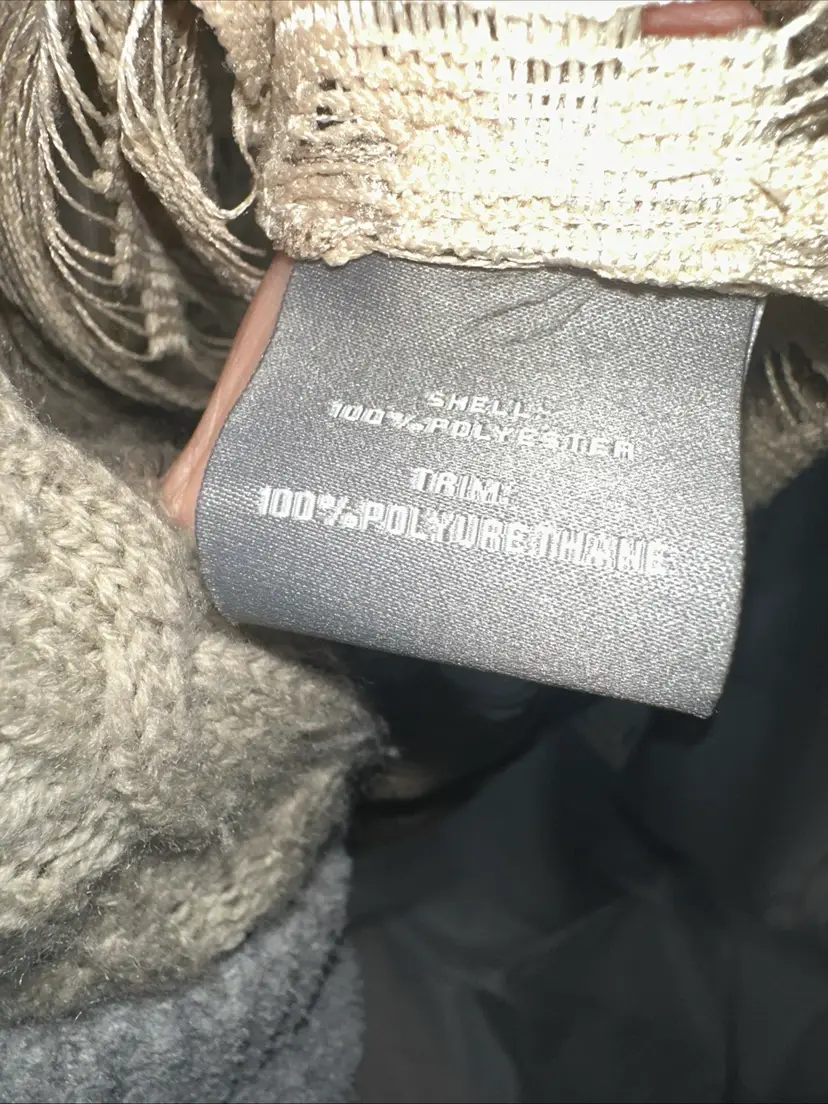 SHELL:
100%POLYESTER
TRIM:
100%POLYURETHANE